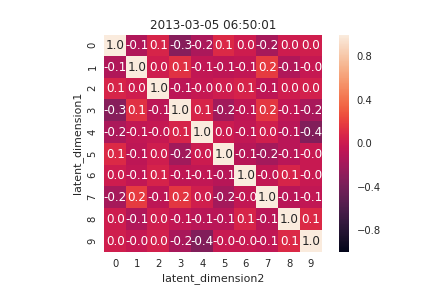 2013-03-05 06:50:01
0 1.0 -0.1 0.1 -0.3 -0.2 0.1 0.0 -0.2 0.0 0.0
1 -0.1 1.0 0.0 0.1 -0.1 -0.1 -0.1 0.2 -0.1 -0.0
2 0.1 0.0 1.0 -0.1 -0.0 0.0 0.1 -0.0 0.0 -0.0
3 -0.3 0.1 -0.1 1.0 0.1 -0.2 -0.1 0.2 -0.1 -0.2
4 -0.2 -0.1 -0.0 0.1 1.0 0.0 -0.1 0.0 -0.1 -0.4
5 0.1 -0.1 0.0 -0.2 0.0 1.0 -0.1 -0.2 -0.1 -0.0
6 0.0 -0.1 0.1 -0.1 -0.1 -0.1 1.0 -0.0 0.1 -0.0
7 -0.2 0.2 -0.0 0.2 0.0 -0.2 -0.0 1.0 -0.1 -0.1
8 0.0 -0.1 0.0 -0.1 -0.1 -0.1 0.1 -0.1 1.0 0.1
9 0.0 -0.0 -0.0 -0.2 -0.4 -0.0 -0.0 -0.1 0.1 1.0
0 1 2 3 4 5 6 7 8 9
latent_dimension1
latent_dimension2
0.8
0.4
0.0
-0.4
-0.8